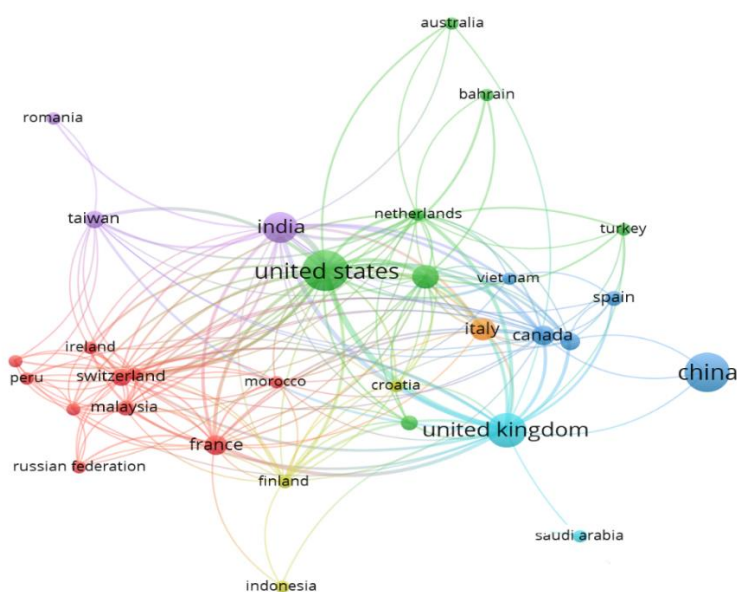 australia
bahrain
romania
taiwan
india
netherlands
turkey
united states
viet nam
spain
italy
canada
ireland
peru
switzerland
morocco
croatia
china
malaysia
united kingdom
france
russian federation
finland
saudi arabia
indonesia